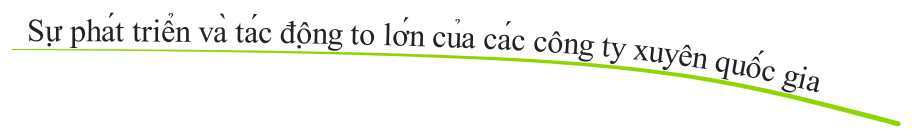 Sự phát triển và tác động to lớn của các công ty xuyên quốc gia